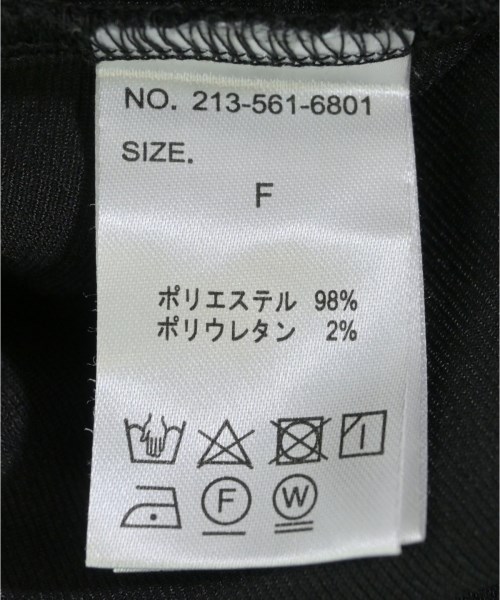 NO. 213-561-6801
SIZE.
F
ポリエステル 98%
ポリウレタン 2%
F W